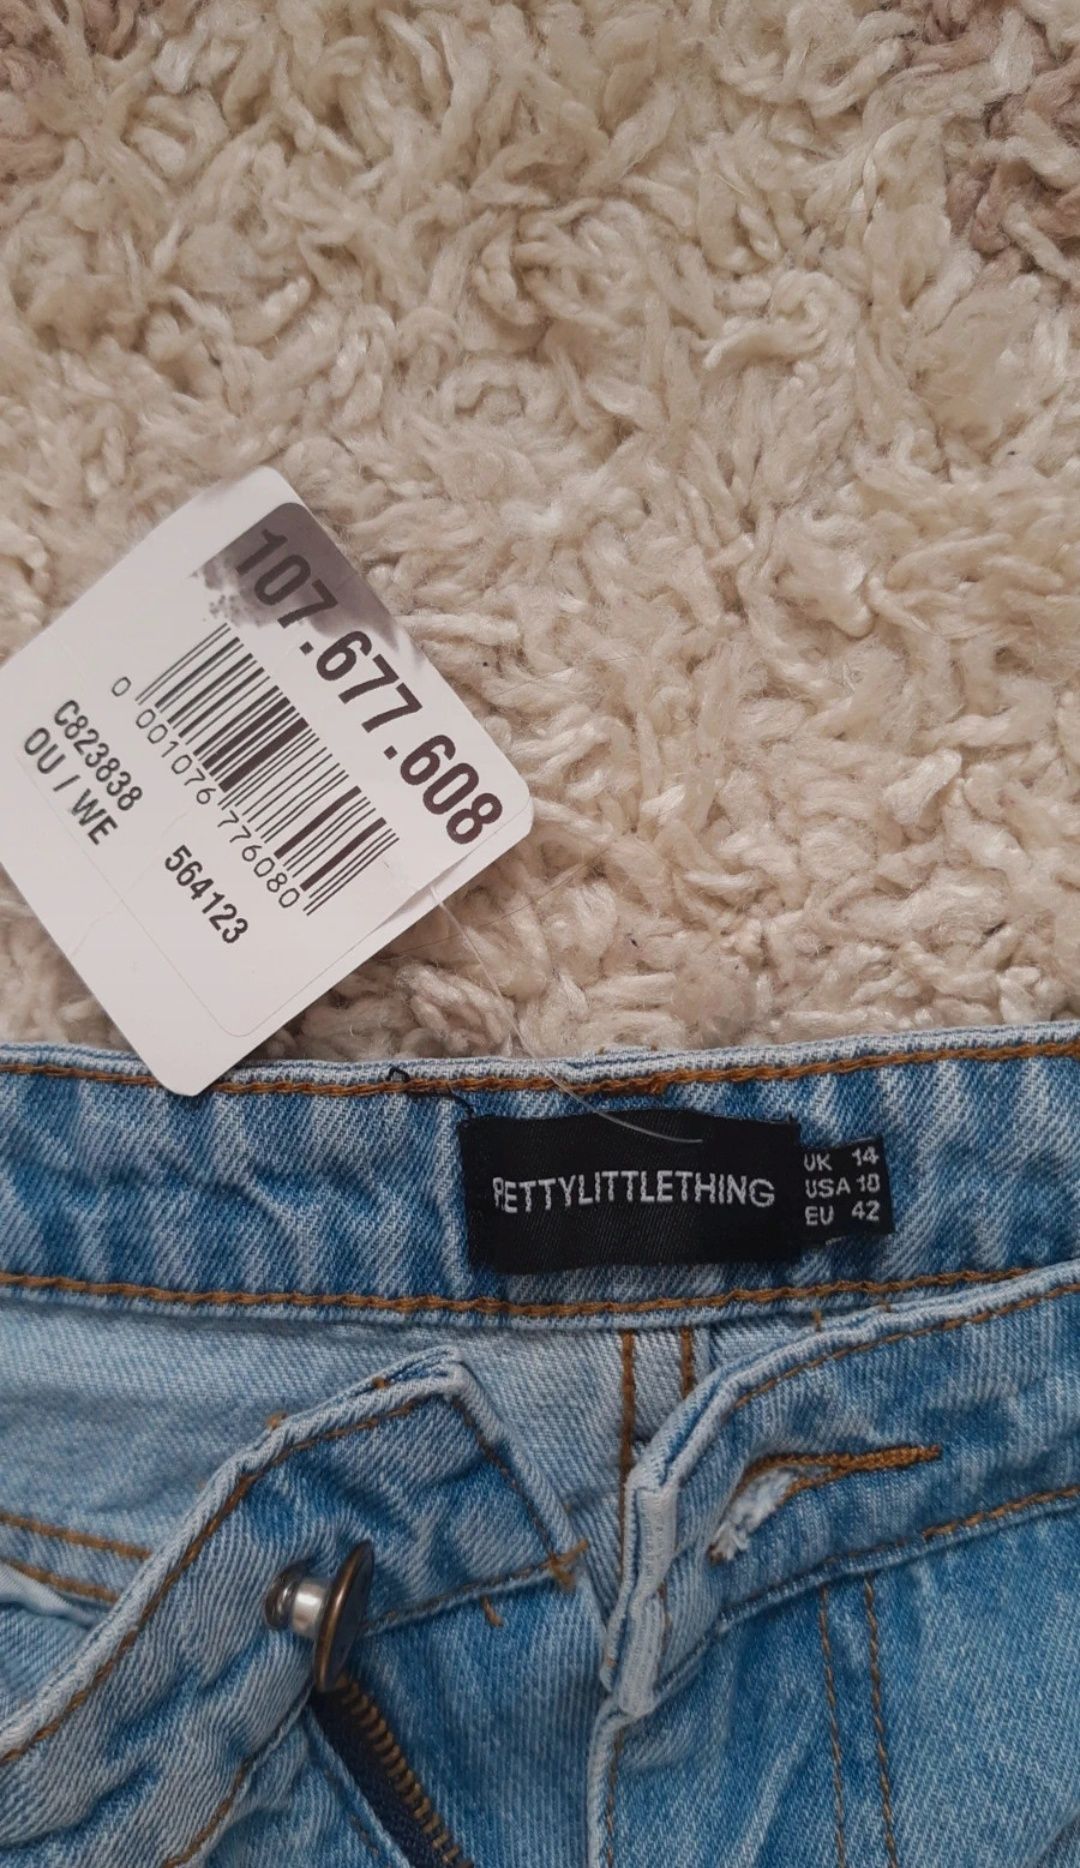 107.677.608
0 001076 776080
C823838
OU / WE
564123
PETTYLITTLETHING
UK 14
USA 10
EU 42